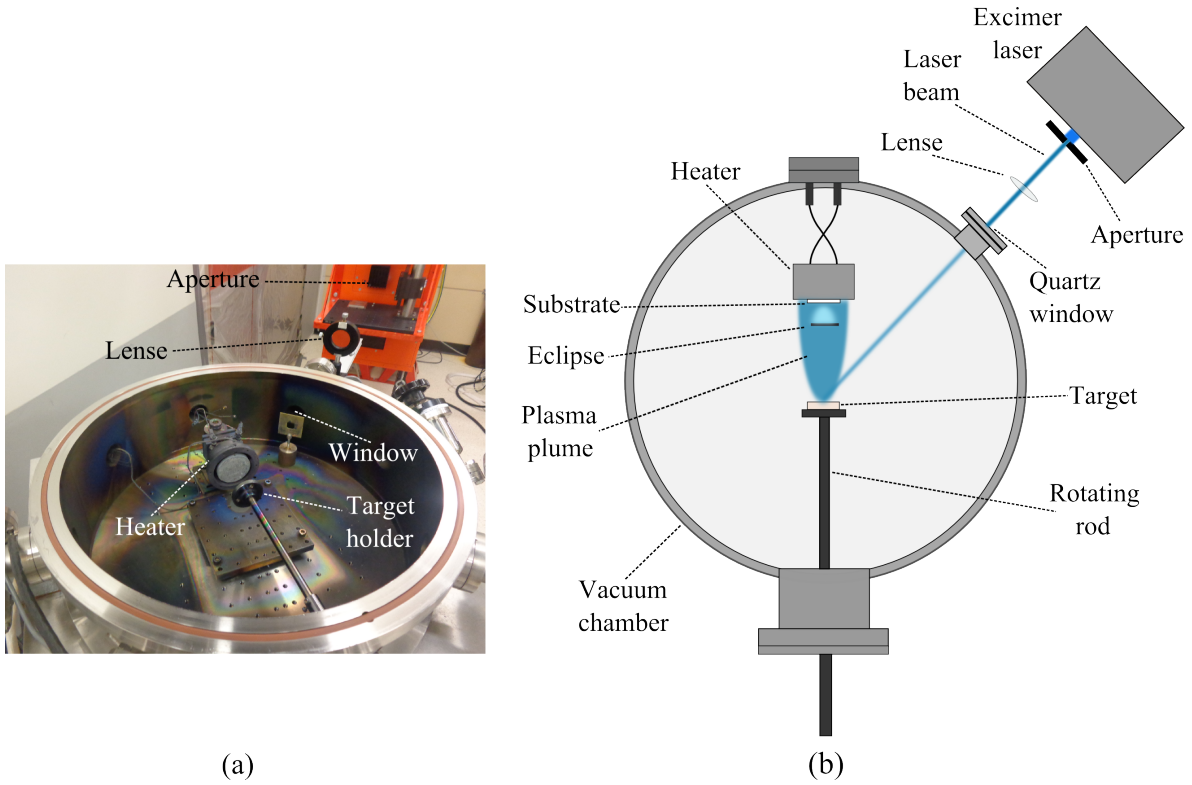 Aperture
Lense
Window
Heater
Target
holder
(a)
Excimer
laser
Laser
beam
Lense
Heater
Aperture
Quartz
window
Substrate
Eclipse
Plasma
plume
Target
Rotating
rod
Vacuum
chamber
(b)